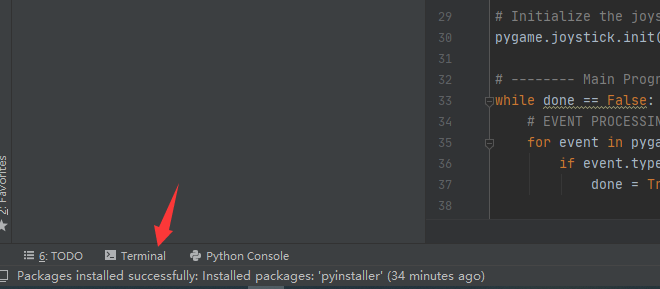 29 # Initialize the joys
30 pygame.joystick.init(
31
32 # -------- Main Progr
33 while done == False:
34 # EVENT PROCESSIN
35 for event in pyga
36 if event.type
37 done = Tr
38
2: Favorites
6: TODO Terminal Python Console
Packages installed successfully: Installed packages: 'pyinstaller' (34 minutes ago)